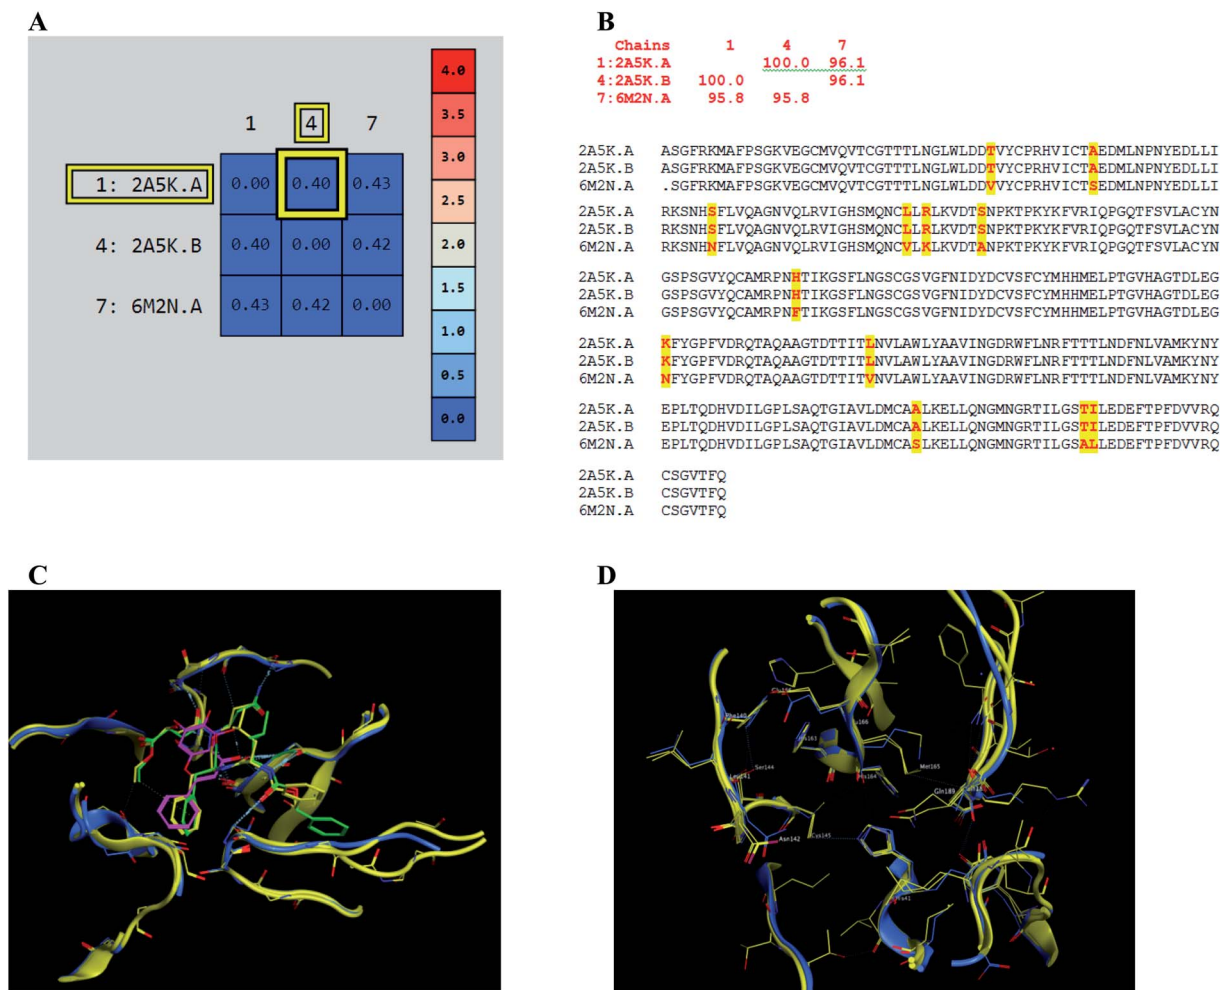 A
4.0
3.5
3.0
2.5
2.0
1.5
1.0
0.5
0.0
1 4 7
1: 2A5K.A 0.00 0.40 0.43
4: 2A5K.B 0.40 0.00 0.42
7: 6M2N.A 0.43 0.42 0.00
B
Chains 1 4 7
1:2A5K.A 100.0 96.1
4:2A5K.B 100.0 96.1
7:6M2N.A 95.8 95.8
2A5K.A ASGFRKMAFPSGKVEGCMVQVTCGTTTLNGLWLDDTVYCPRHVICTAEDMLNPNYEDLLI
2A5K.B ASGFRKMAFPSGKVEGCMVQVTCGTTTLNGLWLDDTVYCPRHVICTAEDMLNPNYEDLLI
6M2N.A .SGFRKMAFPSGKVEGCMVQVTCGTTTLNGLWLDDVVYCPRHVICTSEDMLNPNYEDLLI
2A5K.A RKSNHSFLVQAGNVQLRVIGHSMQNCLLRLKVDTSNPKTPKYKFVRIQPGQTFSVLACYN
2A5K.B RKSNHSFLVQAGNVQLRVIGHSMQNCLLRLKVDTSNPKTPKYKFVRIQPGQTFSVLACYN
6M2N.A RKSNHNFLVQAGNVQLRVIGHSMQNCVLKLKVDTANPKTPKYKFVRIQPGQTFSVLACYN
2A5K.A GSPSGVYQCAMRPNHTIKGSFLNGSCGSVGFNIDYDCVSFCYMHHMELPTGVHAGTDLEG
2A5K.B GSPSGVYQCAMRPNHTIKGSFLNGSCGSVGFNIDYDCVSFCYMHHMELPTGVHAGTDLEG
6M2N.A GSPSGVYQCAMRPNFTIKGSFLNGSCGSVGFNIDYDCVSFCYMHHMELPTGVHAGTDLEG
2A5K.A KFYGPFVDRQTAQAAGTDTTITLNVLAWLYAAVINGDRWFLNRFTTTLNDFNLVAMKYNY
2A5K.B KFYGPFVDRQTAQAAGTDTTITLNVLAWLYAAVINGDRWFLNRFTTTLNDFNLVAMKYNY
6M2N.A NFYGPFVDRQTAQAAGTDTTITVNVLAWLYAAVINGDRWFLNRFTTTLNDFNLVAMKYNY
2A5K.A EPLTQDHVDILGPLSAQTGIAVLDMCAALKELLQNGMNGRTILGSTILEDEFTPFDVVRQ
2A5K.B EPLTQDHVDILGPLSAQTGIAVLDMCAALKELLQNGMNGRTILGSTILEDEFTPFDVVRQ
6M2N.A EPLTQDHVDILGPLSAQTGIAVLDMCASLKELLQNGMNGRTILGSALLEDEFTPFDVVRQ
2A5K.A CSGVTFQ
2A5K.B CSGVTFQ
6M2N.A CSGVTFQ
C
D
Ser144
Met165
Gln189
Asn142
Cys145